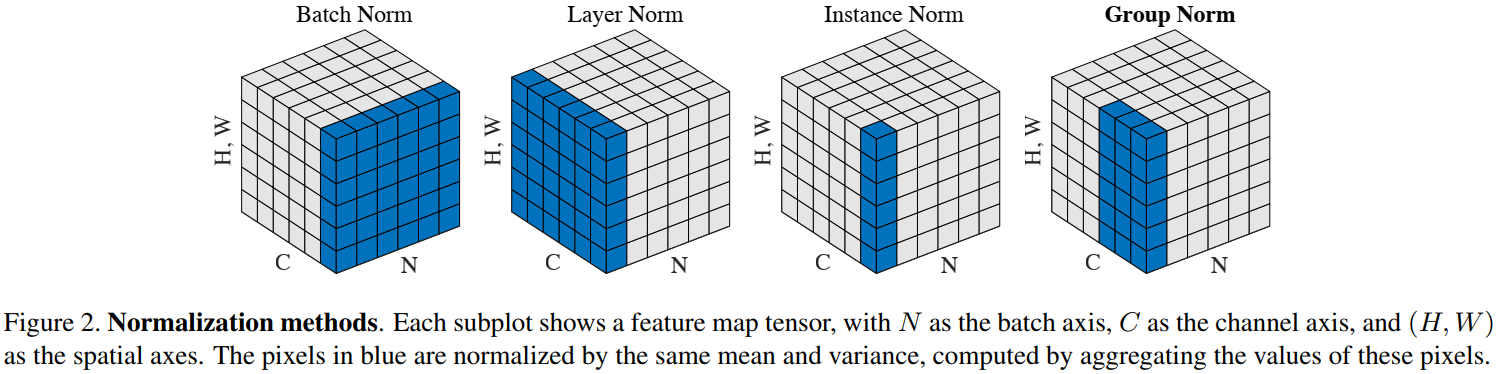 Batch Norm
Layer Norm
Instance Norm
Group Norm
H, W
C
N
H, W
C
N
H, W
C
N
H, W
C
N
Figure 2. Normalization methods. Each subplot shows a feature map tensor, with N as the batch axis, C as the channel axis, and (H, W)
as the spatial axes. The pixels in blue are normalized by the same mean and variance, computed by aggregating the values of these pixels.